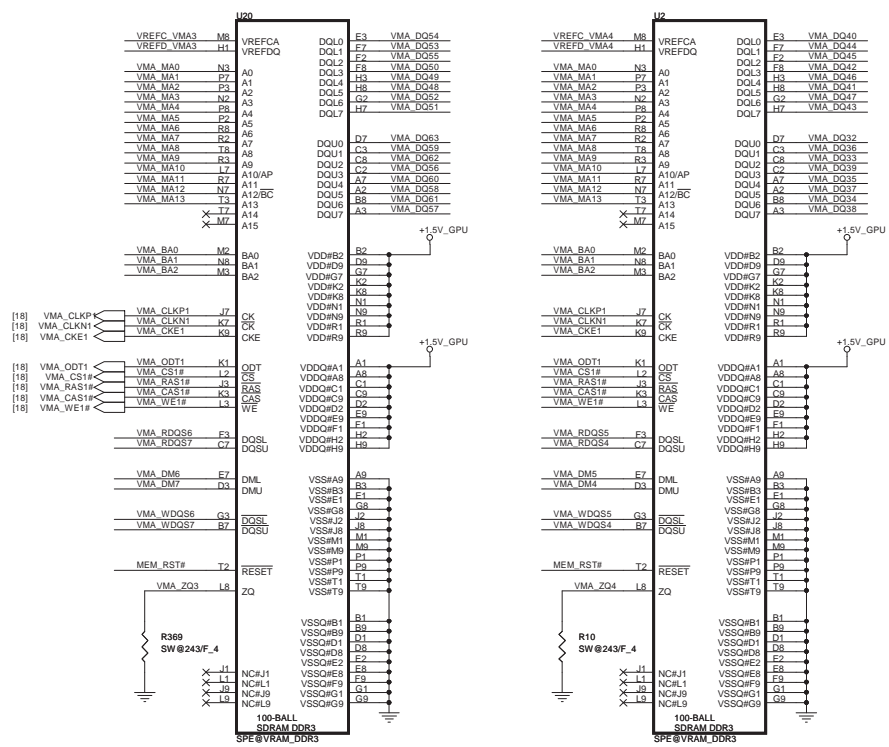 U20
VREFC_VMA3 M8 VREFCA
VREFD_VMA3 H1 VREFDQ
VMA_MA0 N3 A0
VMA_MA1 P7 A1
VMA_MA2 P3 A2
VMA_MA3 N2 A3
VMA_MA4 P8 A4
VMA_MA5 P2 A5
VMA_MA6 R8 A6
VMA_MA7 R2 A7
VMA_MA8 T8 A8
VMA_MA9 R3 A9
VMA_MA10 L7 A10/AP
VMA_MA11 R7 A11
VMA_MA12 N7 A12/BC
VMA_MA13 T3 A13
T7 A14
M7 A15
VMA_BA0 M2 BA0
VMA_BA1 N8 BA1
VMA_BA2 M3 BA2
[18] VMA_CLKP1 VMA_CLKP1 J7 CK
[18] VMA_CLKN1 VMA_CLKN1 K7 CK
[18] VMA_CKE1 VMA_CKE1 K9 CKE
[18] VMA_ODT1 VMA_ODT1 K1 ODT
[18] VMA_CS1# VMA_CS1# L2 CS
[18] VMA_RAS1# VMA_RAS1# J3 RAS
[18] VMA_CAS1# VMA_CAS1# K3 CAS
[18] VMA_WE1# VMA_WE1# L3 WE
VMA_RDQS6 F3 DQSL
VMA_RDQS7 C7 DQSU
VMA_DM6 E7 DML
VMA_DM7 D3 DMU
VMA_WDQS6 G3 DQSL
VMA_WDQS7 B7 DQSU
MEM_RST# T2 RESET
VMA_ZQ3 L8 ZQ
R369
SW@243/F_4
J1 NC#J1
L1 NC#L1
J9 NC#J9
L9 NC#L9
DQL0 E3 VMA_DQ54
DQL1 F7 VMA_DQ53
DQL2 F2 VMA_DQ55
DQL3 F8 VMA_DQ50
DQL4 H3 VMA_DQ49
DQL5 H8 VMA_DQ48
DQL6 G2 VMA_DQ52
DQL7 H7 VMA_DQ51
DQU0 D7 VMA_DQ63
DQU1 C3 VMA_DQ59
DQU2 C8 VMA_DQ62
DQU3 C2 VMA_DQ56
DQU4 A7 VMA_DQ60
DQU5 A2 VMA_DQ58
DQU6 B8 VMA_DQ61
DQU7 A3 VMA_DQ57
+1.5V_GPU
VDD#B2 B2
VDD#D9 D9
VDD#G7 G7
VDD#K2 K2
VDD#K8 K8
VDD#N1 N1
VDD#N9 N9
VDD#R1 R1
VDD#R9 R9
+1.5V_GPU
VDDQ#A1 A1
VDDQ#A8 A8
VDDQ#C1 C1
VDDQ#C9 C9
VDDQ#D2 D2
VDDQ#E9 E9
VDDQ#F1 F1
VDDQ#H2 H2
VDDQ#H9 H9
VSS#A9 A9
VSS#B3 B3
VSS#E1 E1
VSS#G8 G8
VSS#J2 J2
VSS#J8 J8
VSS#M1 M1
VSS#M9 M9
VSS#P1 P1
VSS#P9 P9
VSS#T1 T1
VSS#T9 T9
VSSQ#B1 B1
VSSQ#B9 B9
VSSQ#D1 D1
VSSQ#D8 D8
VSSQ#E2 E2
VSSQ#E8 E8
VSSQ#F9 F9
VSSQ#G1 G1
VSSQ#G9 G9
100-BALL
SDRAM DDR3
SPE@VRAM_DDR3
U2
VREFC_VMA4 M8 VREFCA
VREFD_VMA4 H1 VREFDQ
VMA_MA0 N3 A0
VMA_MA1 P7 A1
VMA_MA2 P3 A2
VMA_MA3 N2 A3
VMA_MA4 P8 A4
VMA_MA5 P2 A5
VMA_MA6 R8 A6
VMA_MA7 R2 A7
VMA_MA8 T8 A8
VMA_MA9 R3 A9
VMA_MA10 L7 A10/AP
VMA_MA11 R7 A11
VMA_MA12 N7 A12/BC
VMA_MA13 T3 A13
T7 A14
M7 A15
VMA_BA0 M2 BA0
VMA_BA1 N8 BA1
VMA_BA2 M3 BA2
VMA_CLKP1 J7 CK
VMA_CLKN1 K7 CK
VMA_CKE1 K9 CKE
VMA_ODT1 K1 ODT
VMA_CS1# L2 CS
VMA_RAS1# J3 RAS
VMA_CAS1# K3 CAS
VMA_WE1# L3 WE
VMA_RDQS5 F3 DQSL
VMA_RDQS4 C7 DQSU
VMA_DM5 E7 DML
VMA_DM4 D3 DMU
VMA_WDQS5 G3 DQSL
VMA_WDQS4 B7 DQSU
MEM_RST# T2 RESET
VMA_ZQ4 L8 ZQ
R10
SW@243/F_4
J1 NC#J1
L1 NC#L1
J9 NC#J9
L9 NC#L9
DQL0 E3 VMA_DQ40
DQL1 F7 VMA_DQ44
DQL2 F2 VMA_DQ45
DQL3 F8 VMA_DQ42
DQL4 H3 VMA_DQ46
DQL5 H8 VMA_DQ41
DQL6 G2 VMA_DQ47
DQL7 H7 VMA_DQ43
DQU0 D7 VMA_DQ32
DQU1 C3 VMA_DQ36
DQU2 C8 VMA_DQ33
DQU3 C2 VMA_DQ39
DQU4 A7 VMA_DQ35
DQU5 A2 VMA_DQ37
DQU6 B8 VMA_DQ34
DQU7 A3 VMA_DQ38
+1.5V_GPU
VDD#B2 B2
VDD#D9 D9
VDD#G7 G7
VDD#K2 K2
VDD#K8 K8
VDD#N1 N1
VDD#N9 N9
VDD#R1 R1
VDD#R9 R9
+1.5V_GPU
VDDQ#A1 A1
VDDQ#A8 A8
VDDQ#C1 C1
VDDQ#C9 C9
VDDQ#D2 D2
VDDQ#E9 E9
VDDQ#F1 F1
VDDQ#H2 H2
VDDQ#H9 H9
VSS#A9 A9
VSS#B3 B3
VSS#E1 E1
VSS#G8 G8
VSS#J2 J2
VSS#J8 J8
VSS#M1 M1
VSS#M9 M9
VSS#P1 P1
VSS#P9 P9
VSS#T1 T1
VSS#T9 T9
VSSQ#B1 B1
VSSQ#B9 B9
VSSQ#D1 D1
VSSQ#D8 D8
VSSQ#E2 E2
VSSQ#E8 E8
VSSQ#F9 F9
VSSQ#G1 G1
VSSQ#G9 G9
100-BALL
SDRAM DDR3
SPE@VRAM_DDR3